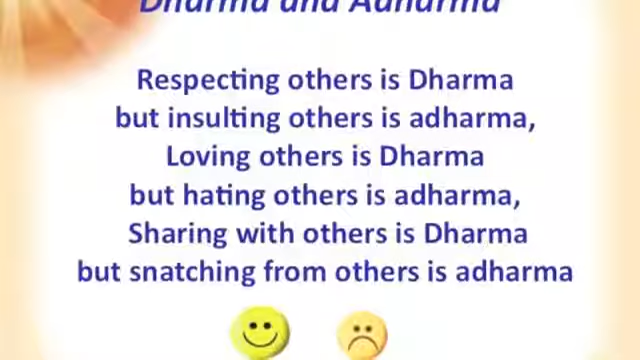 Dharma and Adharma
Respecting others is Dharma
but insulting others is adharma,
Loving others is Dharma
but hating others is adharma,
Sharing with others is Dharma
but snatching from others is adharma